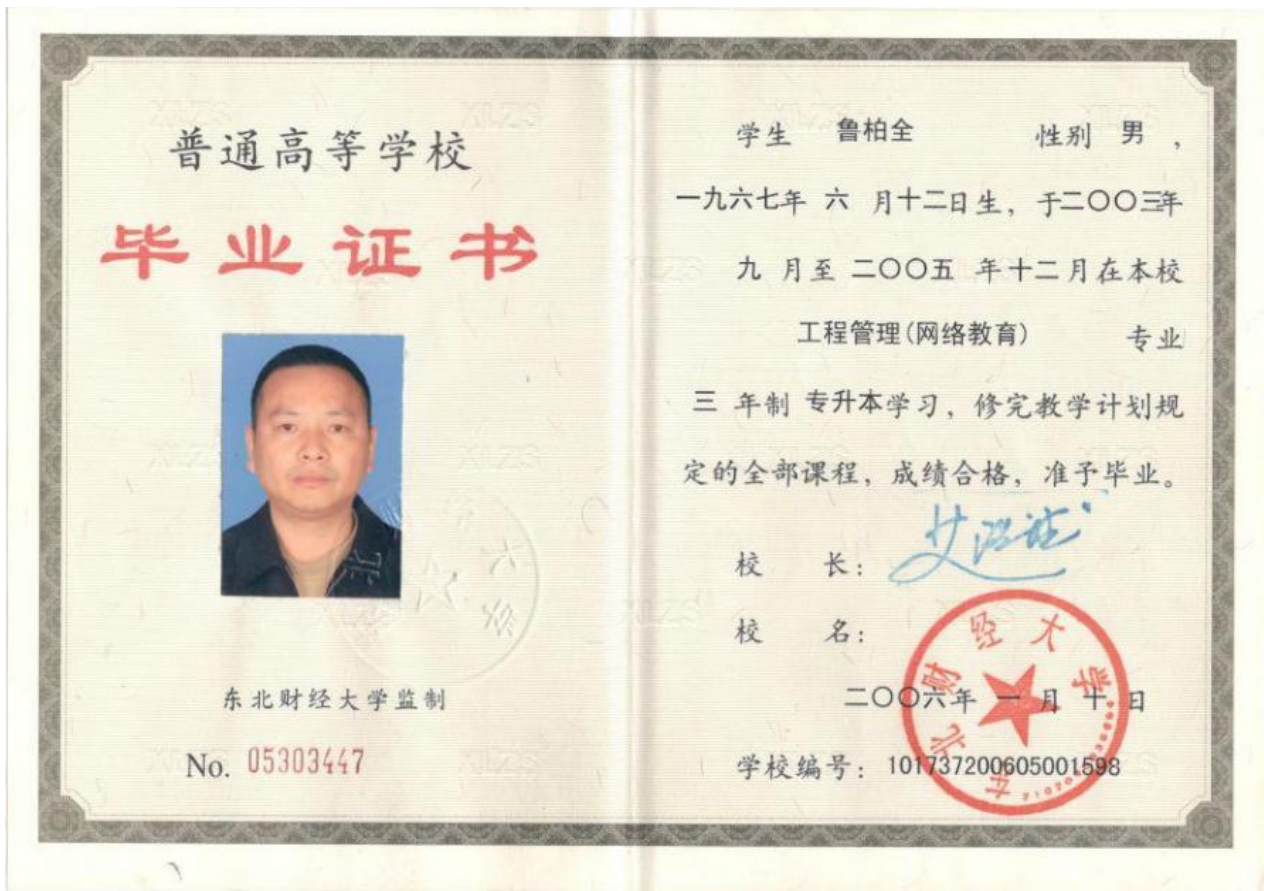 普通高等学校
毕业证书
东北财经大学监制
No. 05303447
学生 鲁柏全 性别 男，
一九六七年 六 月十二日生，于二〇〇三年
九 月至 二〇〇五 年十二月在本校
工程管理(网络教育) 专业
三 年制 专升本学习，修完教学计划规
定的全部课程，成绩合格，准予毕业。
校 长：
校 名：
东北财经大学
二〇〇六年 一 月 十 日
学校编号：101737200605001598